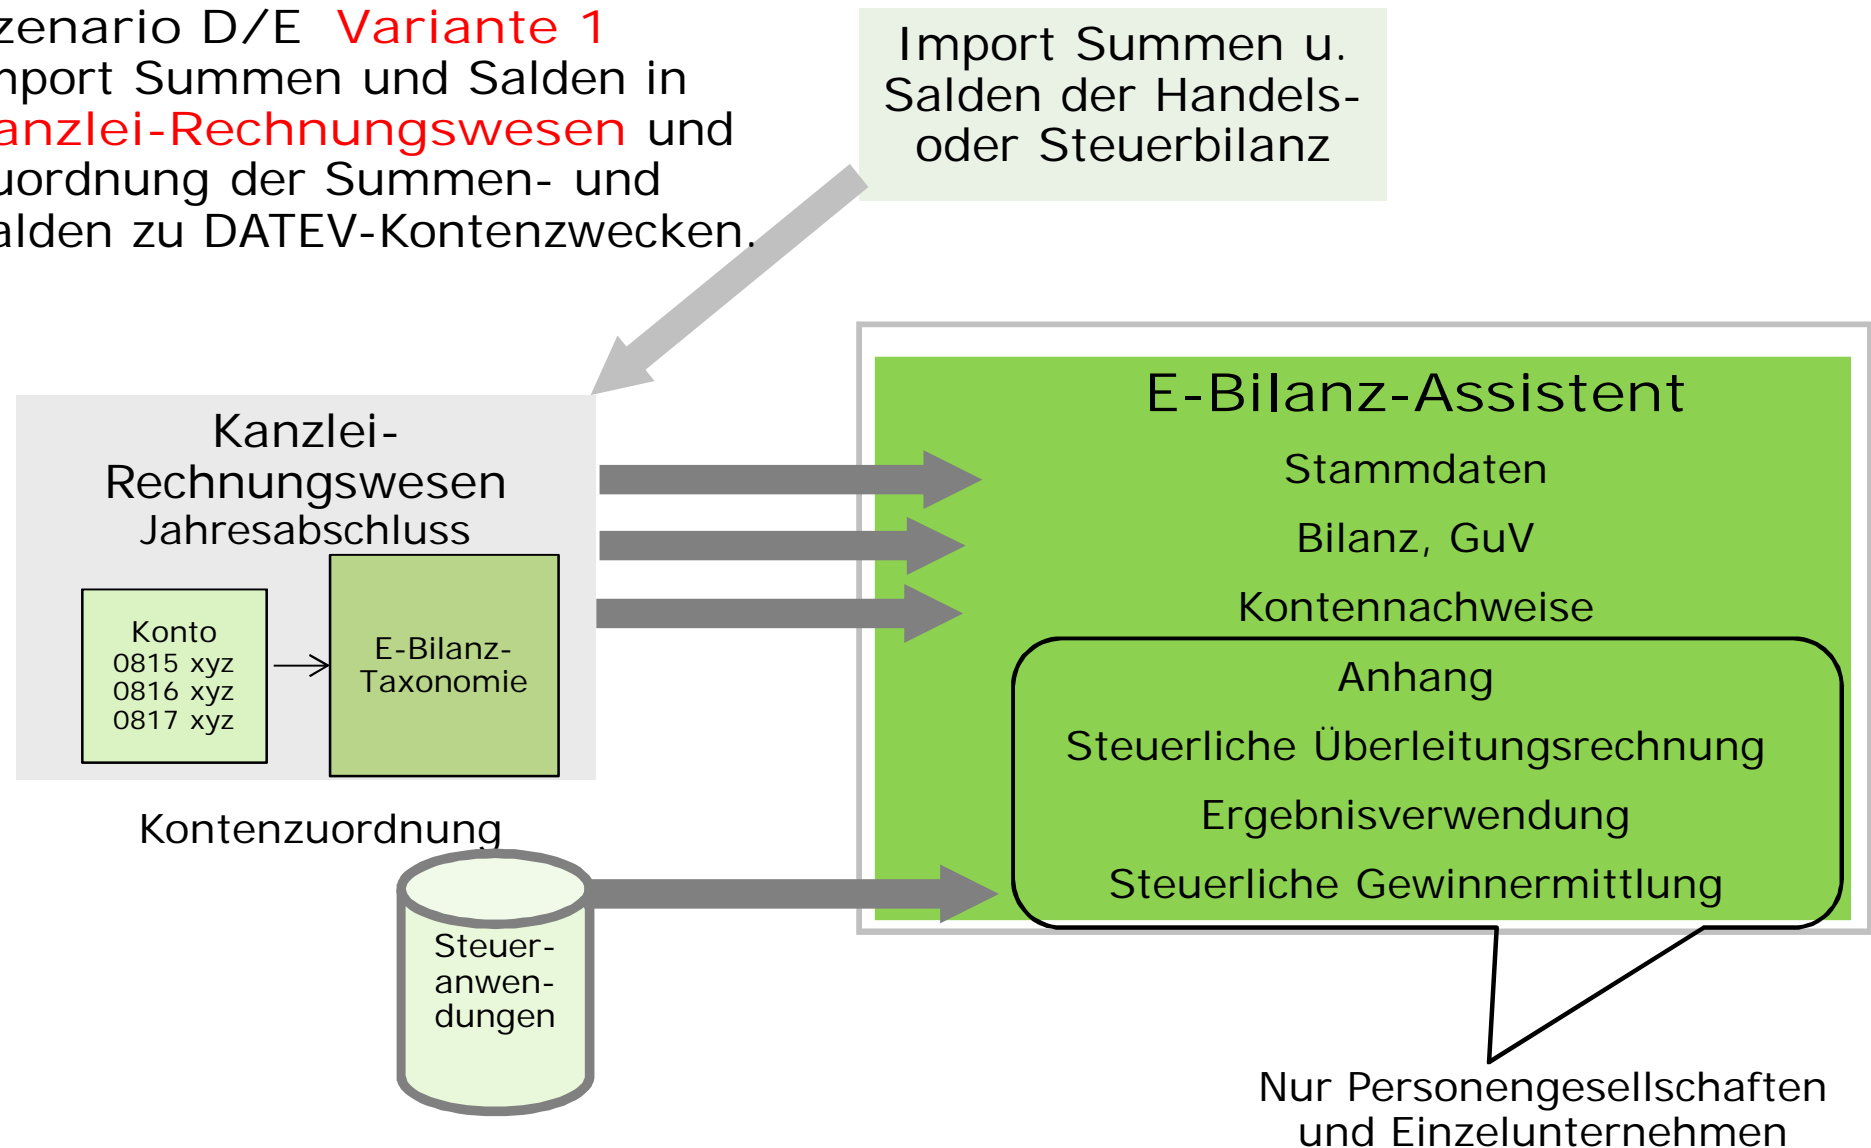 zenario D/E Variante 1
mport Summen und Salden in
anzlei-Rechnungswesen und
uordnung der Summen- und
alden zu DATEV-Kontenzwecken.
Import Summen u.
Salden der Handels-
oder Steuerbilanz
Kanzlei-
Rechnungswesen
Jahresabschluss
Konto
0815 xyz
0816 xyz
0817 xyz
E-Bilanz-
Taxonomie
Kontenzuordnung
Steuer-
anwen-
dungen
E-Bilanz-Assistent
Stammdaten
Bilanz, GuV
Kontennachweise
Anhang
Steuerliche Überleitungsrechnung
Ergebnisverwendung
Steuerliche Gewinnermittlung
Nur Personengesellschaften
und Einzelunternehmen